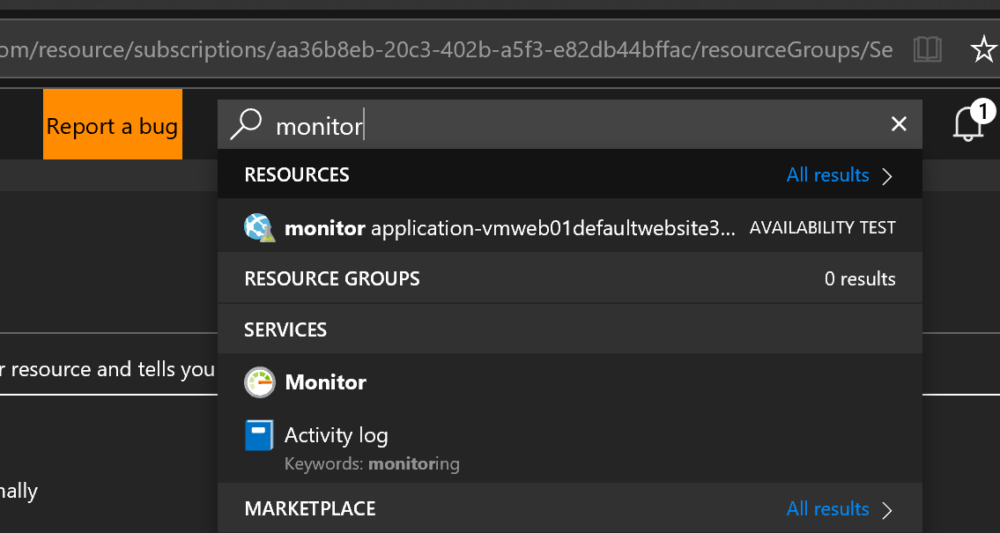 om/resource/subscriptions/aa36b8eb-20c3-402b-a5f3-e82db44bffac/resourceGroups/Se
Report a bug
monitor
1
RESOURCES All results
monitor application-vmweb01defaultwebsite3... AVAILABILITY TEST
RESOURCE GROUPS 0 results
SERVICES
r resource and tells you
Monitor
Activity log
Keywords: monitoring
nally
MARKETPLACE All results